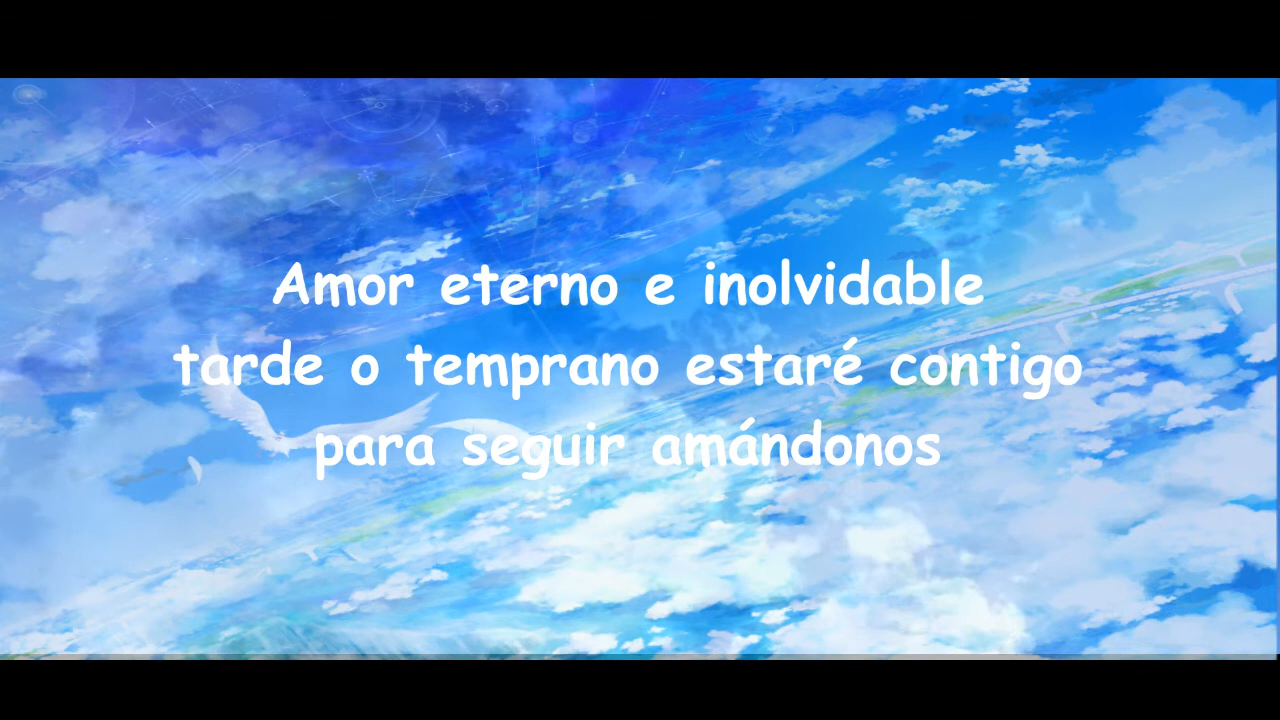 Amor eterno e inolvidable
tarde o temprano estaré contigo
para seguir amándonos